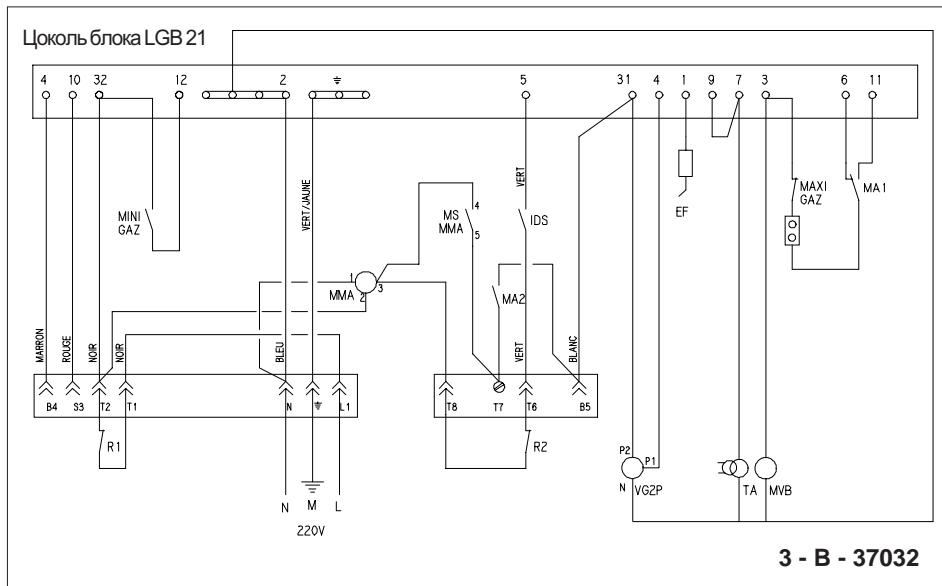 Цоколь блока LGB 21
4 10 32 12 2 5 31 4 1 9 7 3 6 11
MARRON
ROUGE
NOIR
NOIR
MINI
GAZ
BLEU
VERT/JAUNE
MMA
1
2
3
MS
MMA
4
5
VERT
IDS
MA2
VERT
BLANC
EF
MAXI
GAZ
MA1
B4 S3 T2 T1 N L1
T8 T7 T6 B5
R1
R2
P2
P1
N VG2P
TA
MVB
N M L
220V
3 - B - 37032